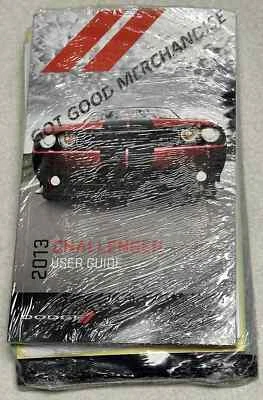 GOT GOOD MERCHANDISE
2013
CHALLENGER
USER GUIDE
DODGE